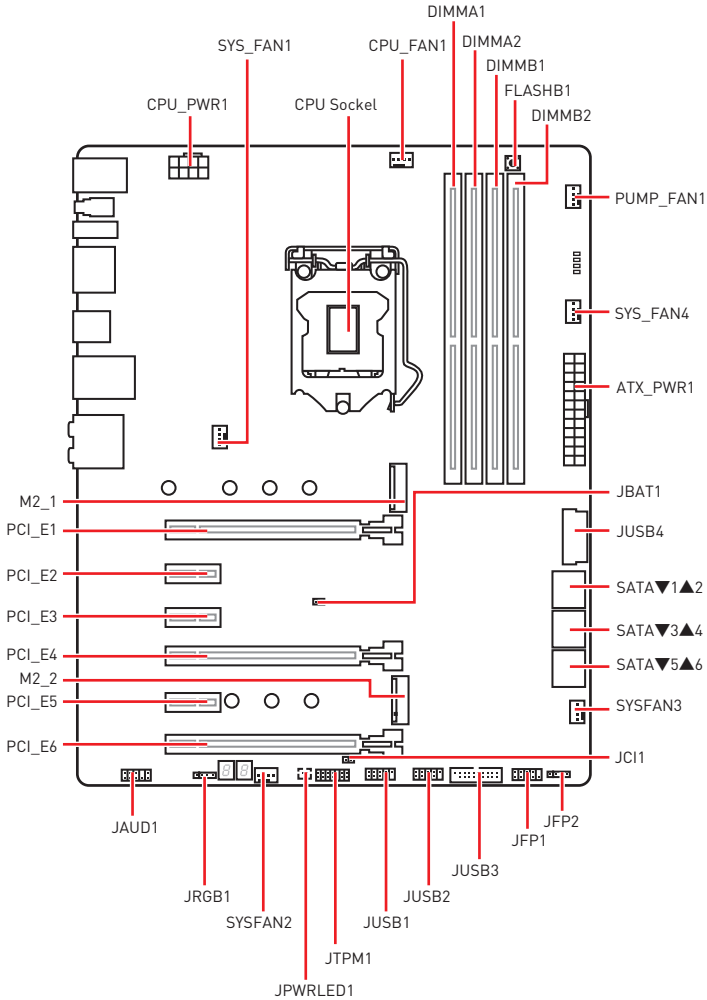 DIMMA1
SYS_FAN1
CPU_FAN1
DIMMA2
DIMMB1
FLASHB1
CPU_PWR1
CPU Sockel
DIMMB2
PUMP_FAN1
SYS_FAN4
ATX_PWR1
M2_1
JBAT1
PCI_E1
JUSB4
PCI_E2
SATA▼1▲2
PCI_E3
SATA▼3▲4
PCI_E4
SATA▼5▲6
M2_2
PCI_E5
SYSFAN3
PCI_E6
JCI1
8 8
JAUD1
JFP2
JFP1
JUSB3
JRGB1
JUSB2
SYSFAN2
JUSB1
JTPM1
JPWRLED1